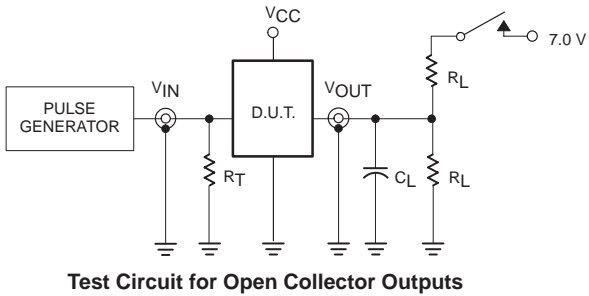 VCC
7.0 V
RL
VIN
VOUT
PULSE
GENERATOR
D.U.T.
RT
CL
RL
Test Circuit for Open Collector Outputs